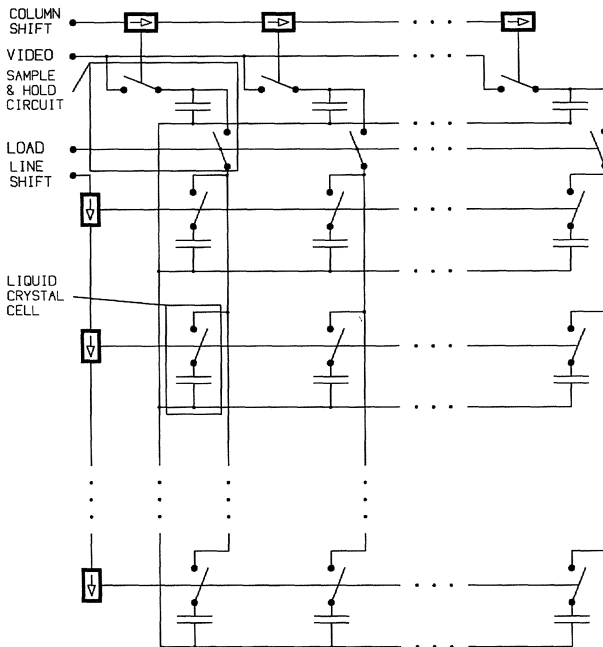 COLUMN
SHIFT
VIDEO
SAMPLE
& HOLD
CIRCUIT
LOAD
LINE
SHIFT
LIQUID
CRYSTAL
CELL